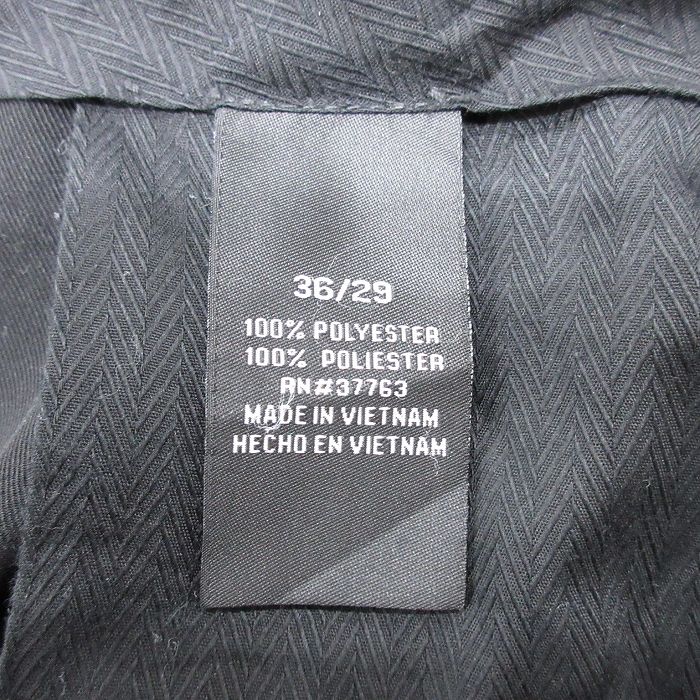 36/29
100% POLYESTER
100% POLIESTER
RN#37763
MADE IN VIETNAM
HECHO EN VIETNAM